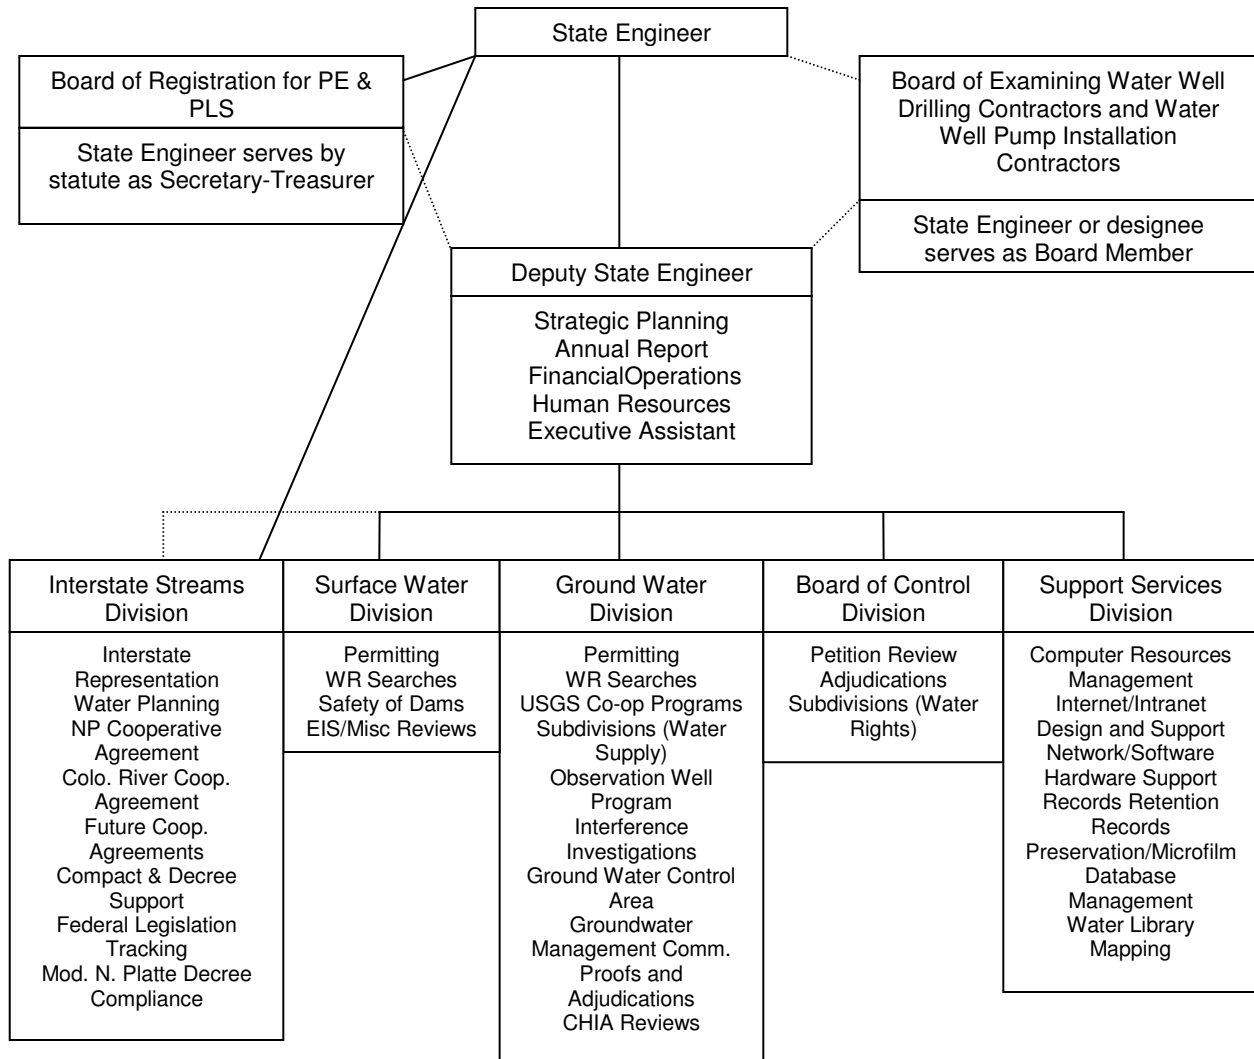 State Engineer
Board of Registration for PE &
PLS
State Engineer serves by
statute as Secretary-Treasurer
Board of Examining Water Well
Drilling Contractors and Water
Well Pump Installation
Contractors
State Engineer or designee
serves as Board Member
Deputy State Engineer
Strategic Planning
Annual Report
FinancialOperations
Human Resources
Executive Assistant
Interstate Streams
Division
Interstate
Representation
Water Planning
NP Cooperative
Agreement
Colo. River Coop.
Agreement
Future Coop.
Agreements
Compact & Decree
Support
Federal Legislation
Tracking
Mod. N. Platte Decree
Compliance
Surface Water
Division
Permitting
WR Searches
Safety of Dams
EIS/Misc Reviews
Ground Water
Division
Permitting
WR Searches
USGS Co-op Programs
Subdivisions (Water
Supply)
Observation Well
Program
Interference
Investigations
Ground Water Control
Area
Groundwater
Management Comm.
Proofs and
Adjudications
CHIA Reviews
Board of Control
Division
Petition Review
Adjudications
Subdivisions (Water
Rights)
Support Services
Division
Computer Resources
Management
Internet/Intranet
Design and Support
Network/Software
Hardware Support
Records Retention
Records
Preservation/Microfilm
Database
Management
Water Library
Mapping